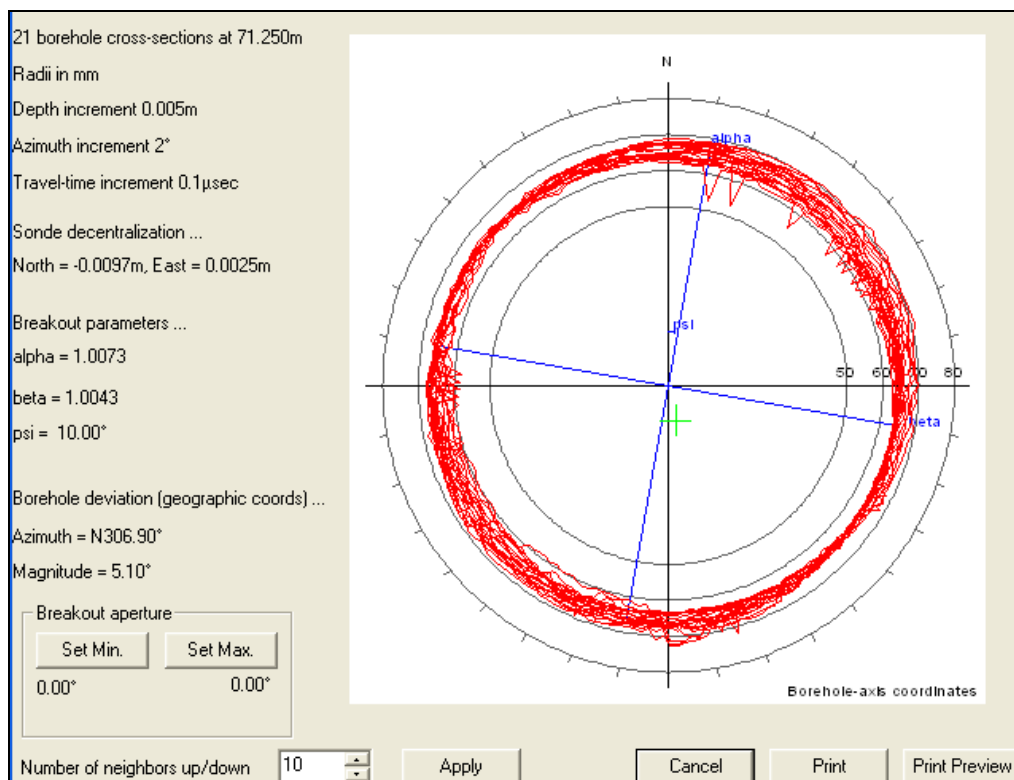 21 borehole cross-sections at 71.250m
Radii in mm
Depth increment 0.005m
Azimuth increment 2°
Travel-time increment 0.1µsec
Sonde decentralization ...
North = -0.0097m, East = 0.0025m
Breakout parameters ...
alpha = 1.0073
beta = 1.0043
psi = 10.00°
Borehole deviation (geographic coords) ...
Azimuth = N306.90°
Magnitude = 5.10°
Breakout aperture
Set Min. Set Max.
0.00° 0.00°
N
alpha
psi
50 60 70 80
beta
Borehole-axis coordinates
Number of neighbors up/down 10 Apply Cancel Print Print Preview